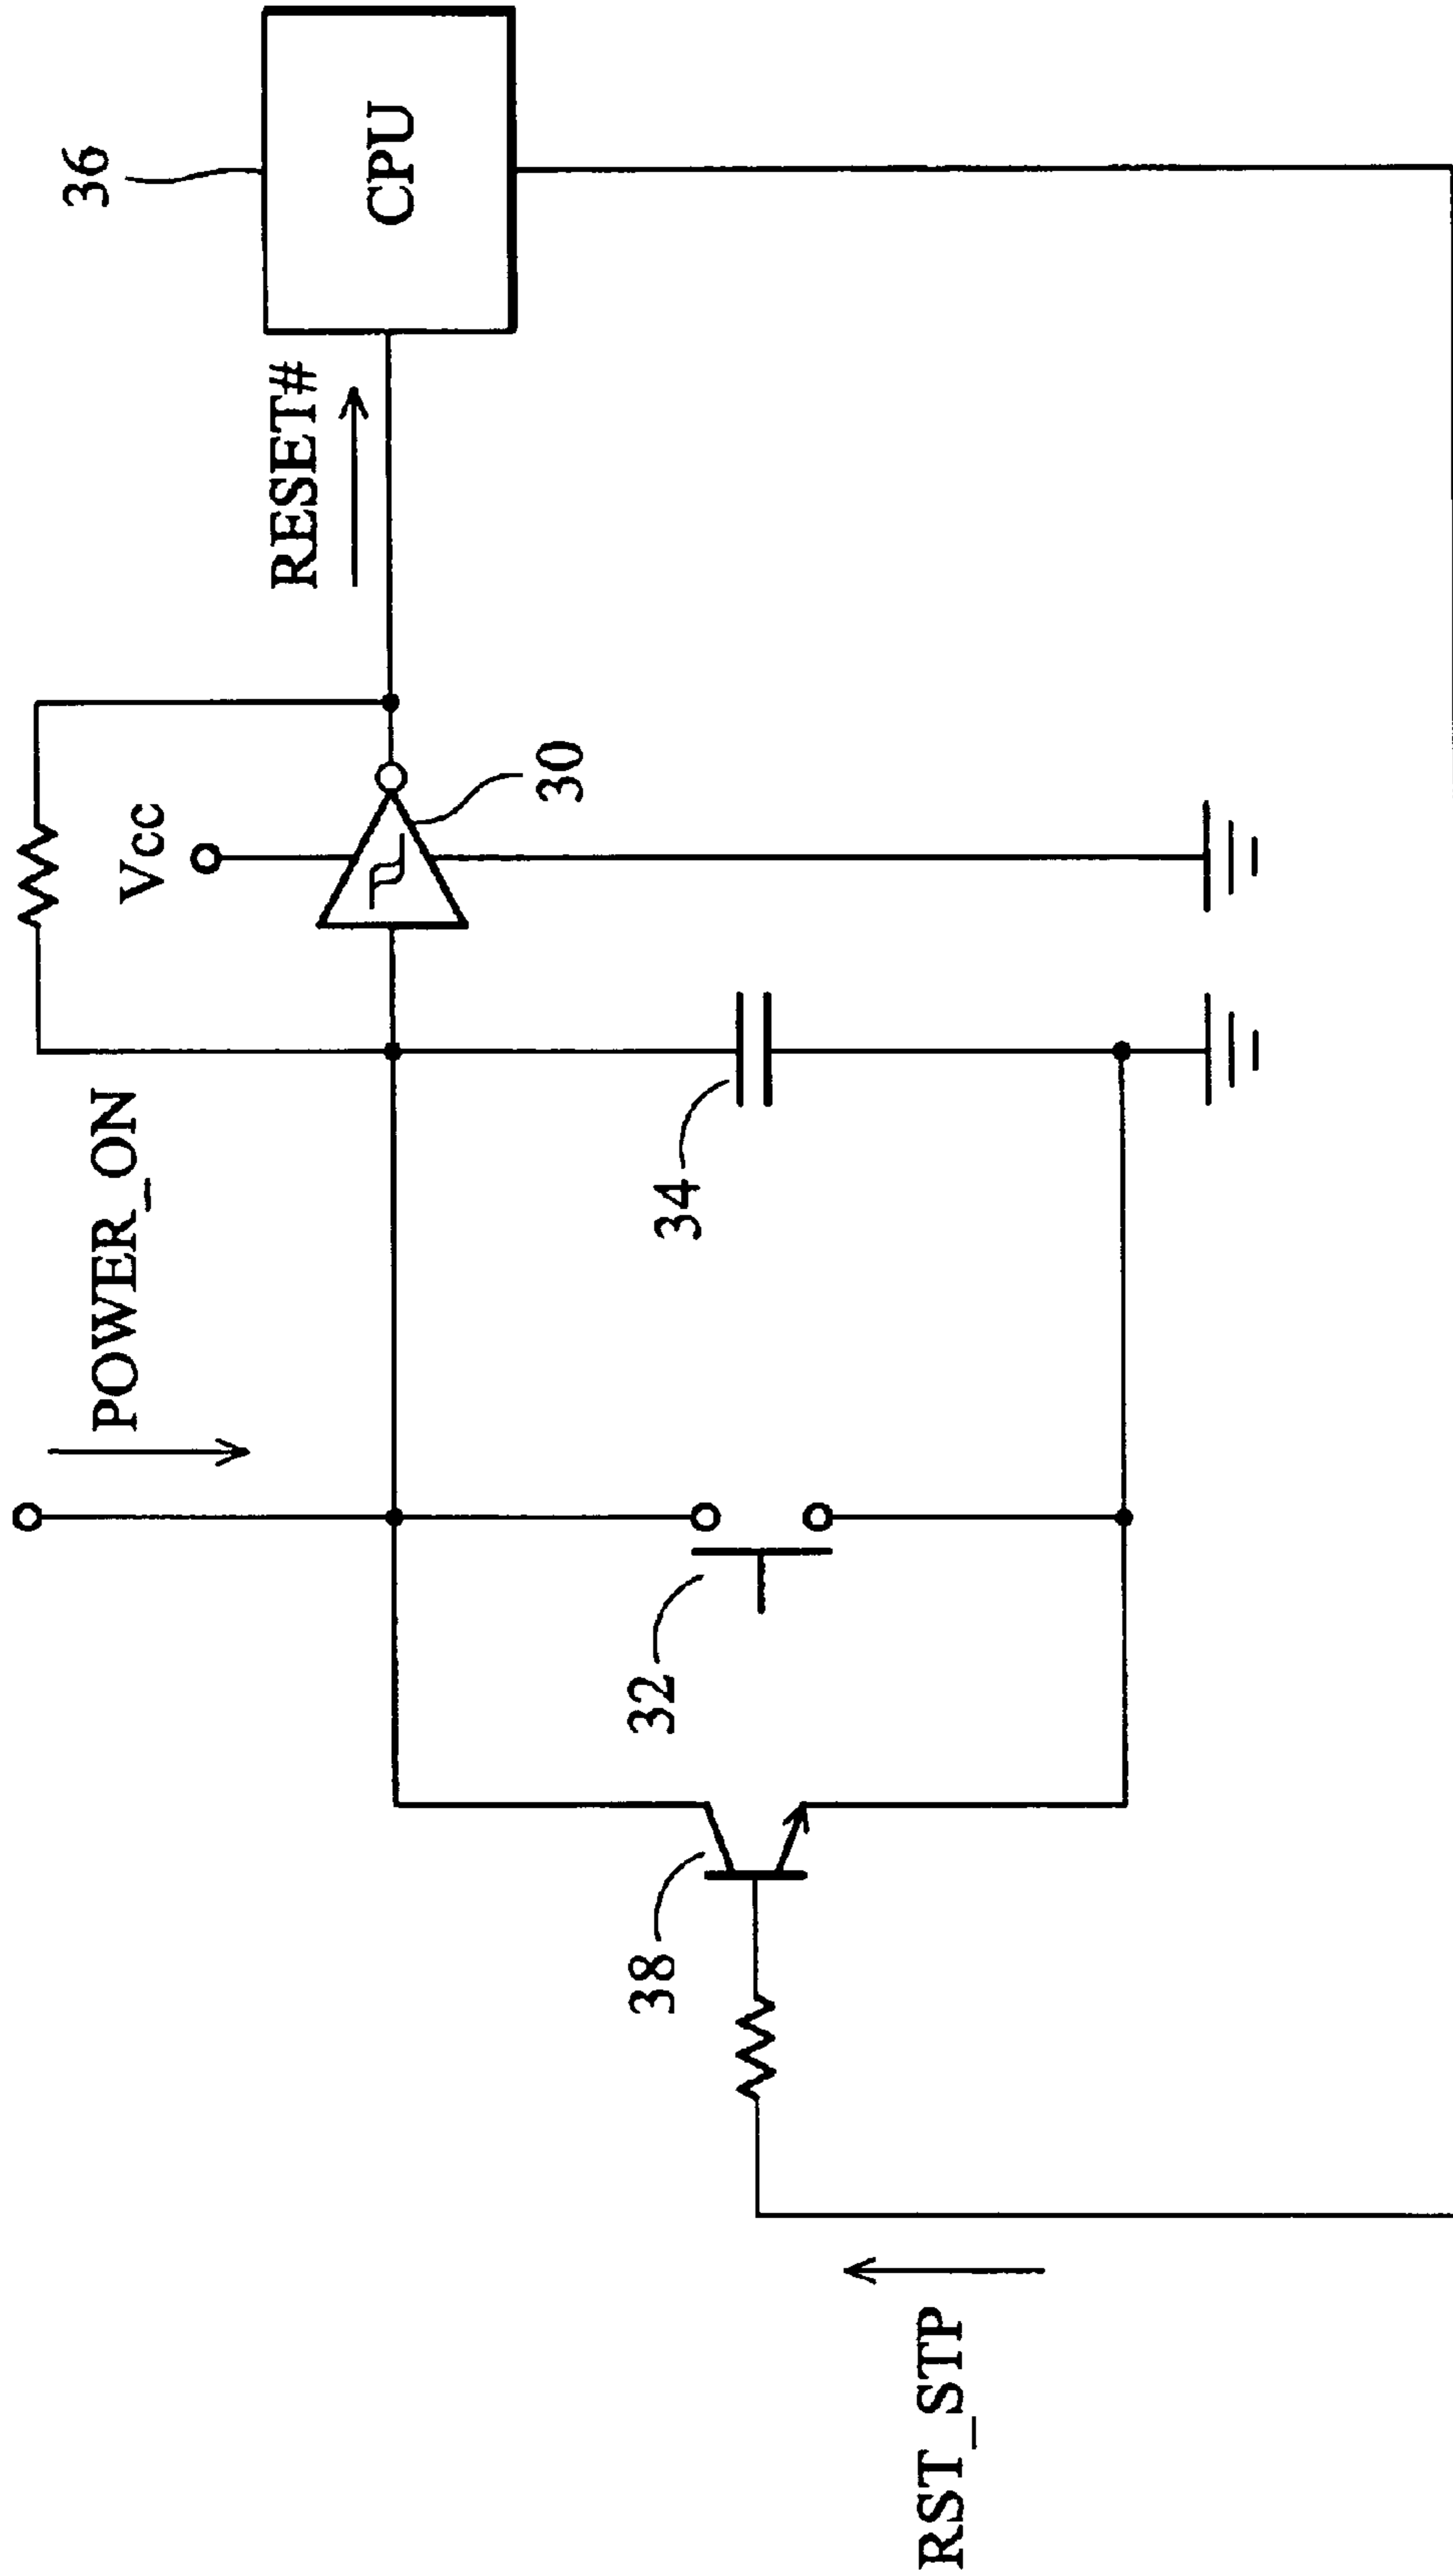 POWER_ON
Vcc
30
RESET#
36
CPU
34
32
38
RST_STP